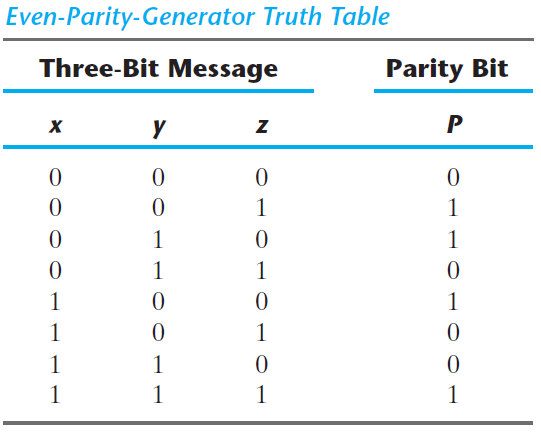 Even-Parity-Generator Truth Table
Three-Bit Message Parity Bit
x y z P
0 0 0 0
0 0 1 1
0 1 0 1
0 1 1 0
1 0 0 1
1 0 1 0
1 1 0 0
1 1 1 1